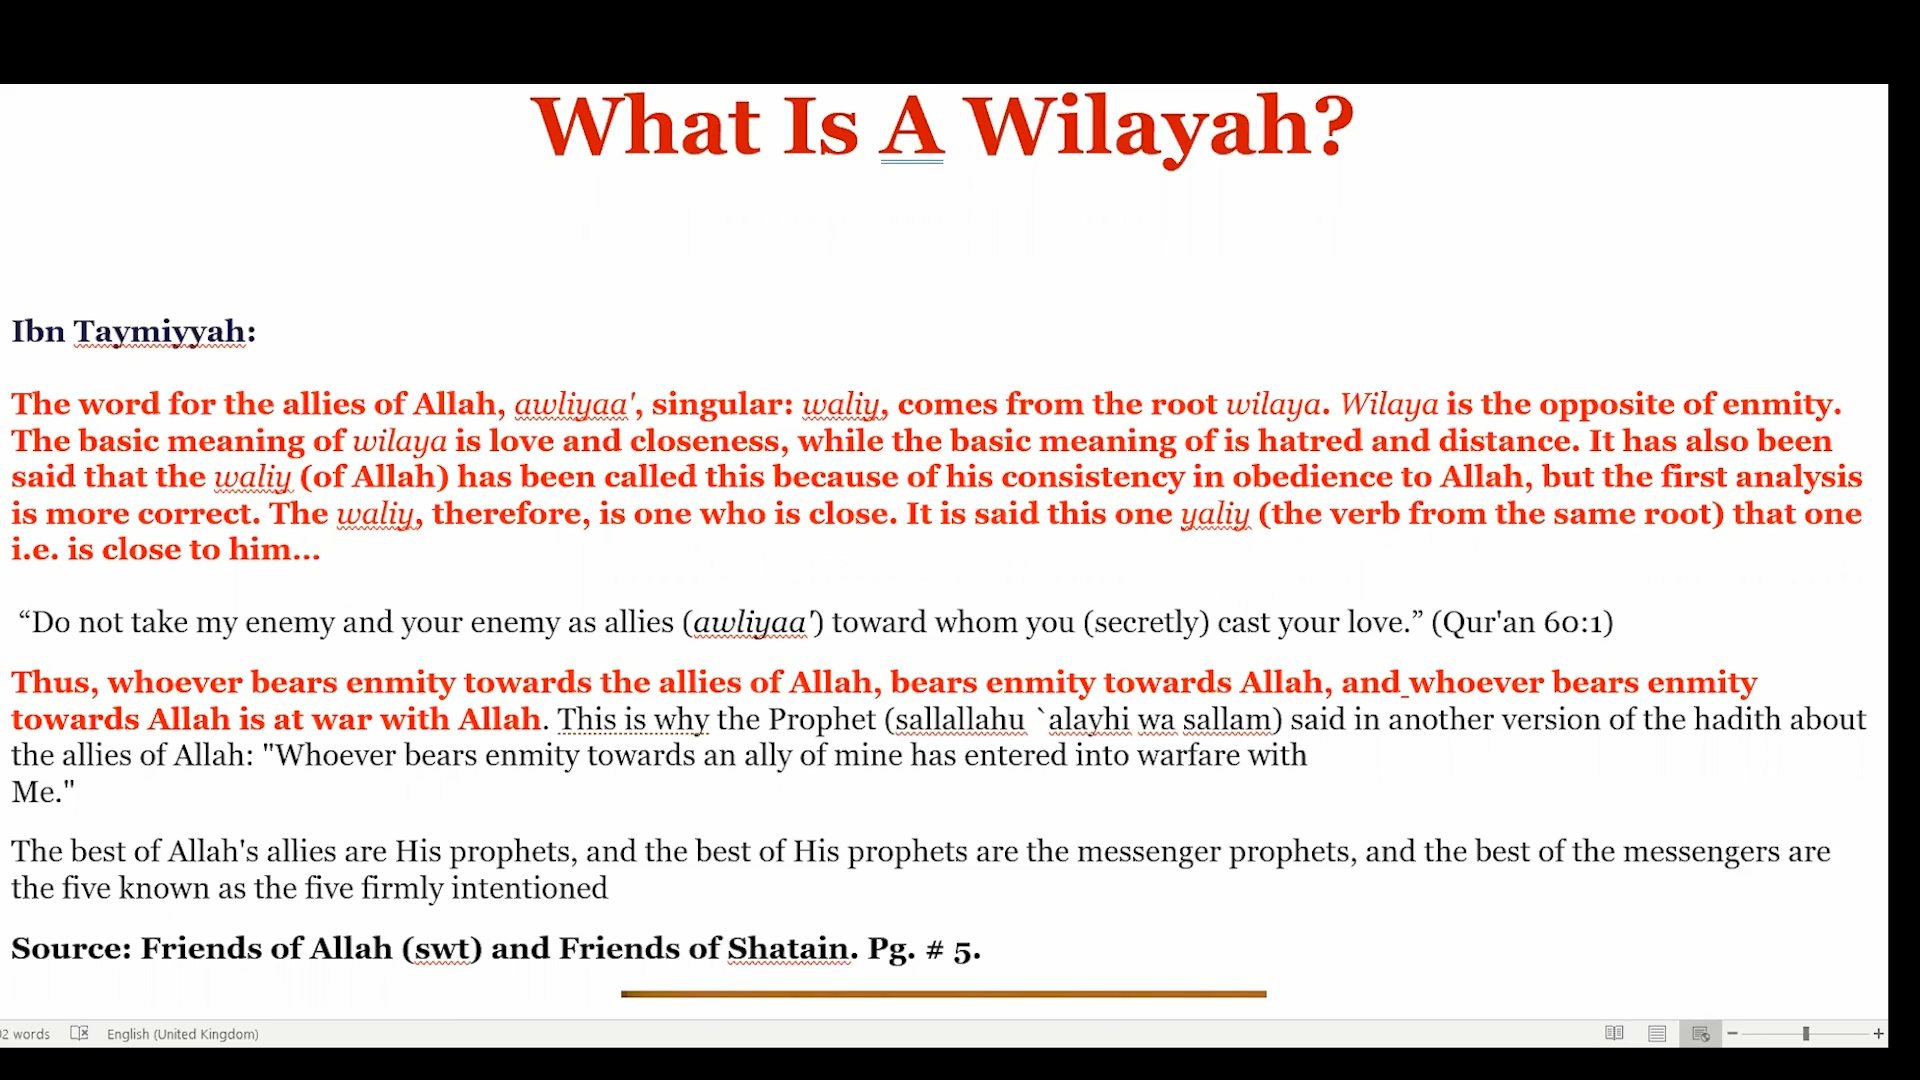 What Is A Wilayah?
Ibn Taymiyyah:
The word for the allies of Allah, awliyaa', singular: waliy, comes from the root wilaya. Wilaya is the opposite of enmity.
The basic meaning of wilaya is love and closeness, while the basic meaning of is hatred and distance. It has also been
said that the waliy (of Allah) has been called this because of his consistency in obedience to Allah, but the first analysis
is more correct. The waliy, therefore, is one who is close. It is said this one yaliy (the verb from the same root) that one
i.e. is close to him...
“Do not take my enemy and your enemy as allies (awliyaa') toward whom you (secretly) cast your love.” (Qur'an 60:1)
Thus, whoever bears enmity towards the allies of Allah, bears enmity towards Allah, and whoever bears enmity
towards Allah is at war with Allah. This is why the Prophet (sallallahu `alayhi wa sallam) said in another version of the hadith about
the allies of Allah: "Whoever bears enmity towards an ally of mine has entered into warfare with
Me."
The best of Allah's allies are His prophets, and the best of His prophets are the messenger prophets, and the best of the messengers are
the five known as the five firmly intentioned
Source: Friends of Allah (swt) and Friends of Shatain. Pg. # 5.
words English (United Kingdom)